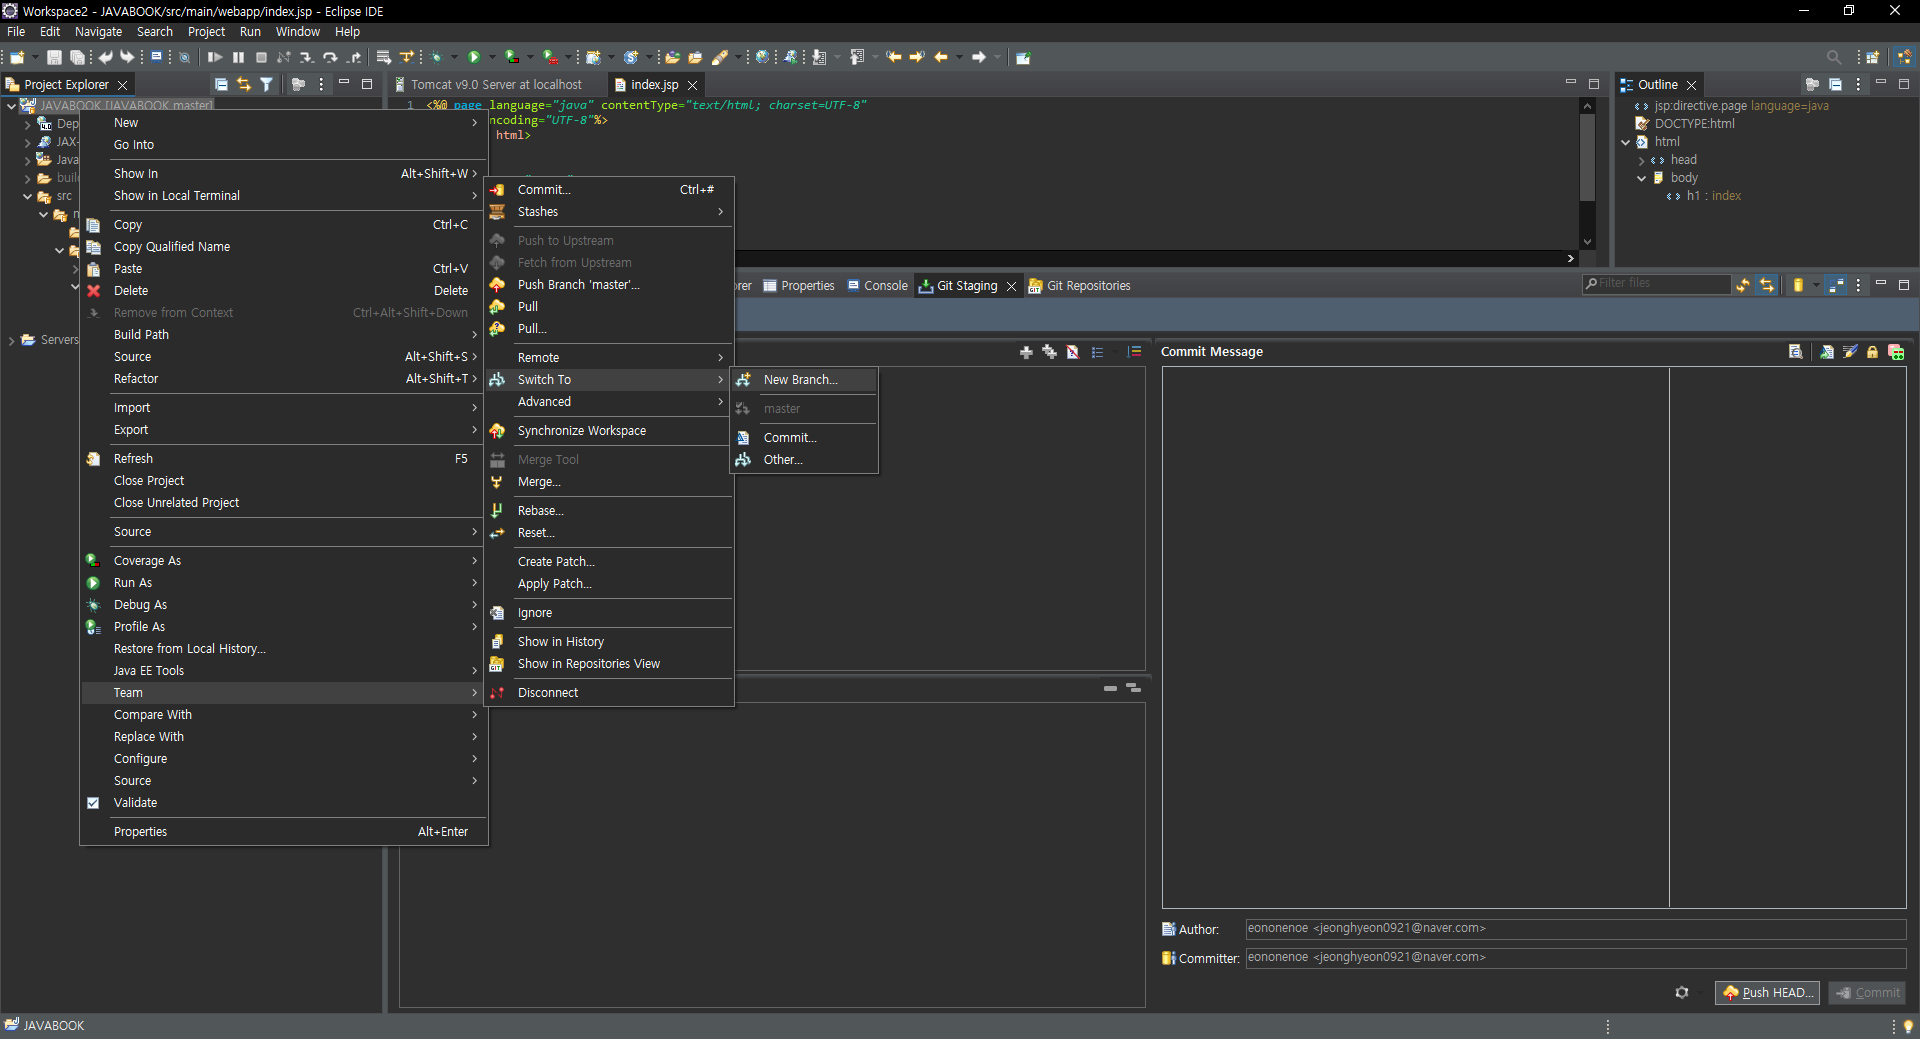 Workspace2 - JAVABOOK/src/main/webapp/index.jsp - Eclipse IDE
File Edit Navigate Search Project Run Window Help
Project Explorer
Tomcat v9.0 Server at localhost
index.jsp
Outline
JAVABOOK [JAVABOOK master]
Dep
JAX-
Java
build
src
Servers
1 <%@ page language="java" contentType="text/html; charset=UTF-8"
ncoding="UTF-8"%>
html>
jsp:directive.page language=java
DOCTYPE:html
html
head
body
h1 : index
New
Go Into
Show In Alt+Shift+W
Show in Local Terminal
Copy Ctrl+C
Copy Qualified Name
Paste Ctrl+V
Delete Delete
Remove from Context Ctrl+Alt+Shift+Down
Build Path
Source Alt+Shift+S
Refactor Alt+Shift+T
Import
Export
Refresh F5
Close Project
Close Unrelated Project
Source
Coverage As
Run As
Debug As
Profile As
Restore from Local History...
Java EE Tools
Team
Compare With
Replace With
Configure
Source
Validate
Properties Alt+Enter
Commit... Ctrl+#
Stashes
Push to Upstream
Fetch from Upstream
Push Branch 'master'...
Pull
Pull...
Remote
Switch To
Advanced
Synchronize Workspace
Merge Tool
Merge...
Rebase...
Reset...
Create Patch...
Apply Patch...
Ignore
Show in History
Show in Repositories View
Disconnect
New Branch...
master
Commit...
Other...
rer
Properties
Console
Git Staging
Git Repositories
Filter files
Commit Message
Author: eononenoe <jeonghyeon0921@naver.com>
Committer: eononenoe <jeonghyeon0921@naver.com>
Push HEAD...
Commit
JAVABOOK